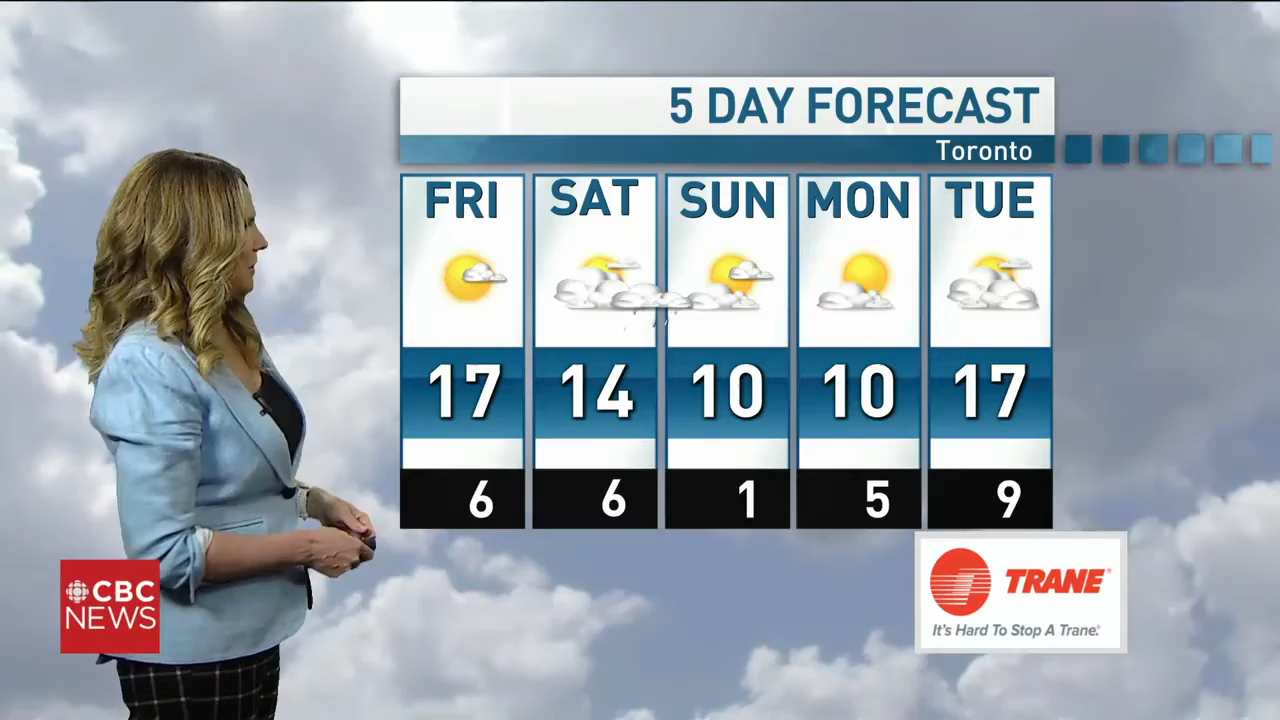 5 DAY FORECAST
Toronto
FRI SAT SUN MON TUE
17 14 10 10 17
6 6 1 5 9
TRANE®
It's Hard To Stop A Trane.®
CBC
NEWS